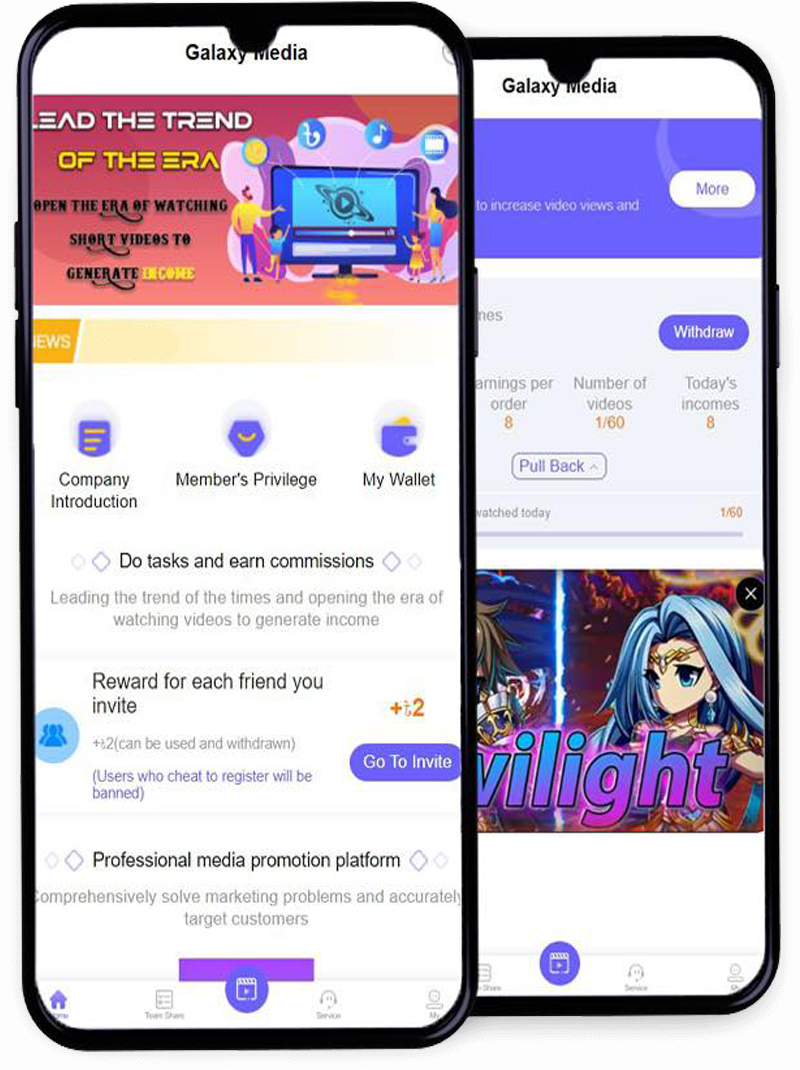 Galaxy Media
LEAD THE TREND
OF THE ERA
OPEN THE ERA OF WATCHING
SHORT VIDEOS TO
GENERATE INCOME
NEWS
Company
Introduction
Member's Privilege
My Wallet
Do tasks and earn commissions
Leading the trend of the times and opening the era of
watching videos to generate income
Reward for each friend you
invite
+৳2
+৳2(can be used and withdrawn)
Go To Invite
(Users who cheat to register will be
banned)
Professional media promotion platform
Comprehensively solve marketing problems and accurately
target customers
Home
Team Share
Service
My
Galaxy Media
to increase video views and
More
mes
Withdraw
arnings per
order
8
Number of
videos
1/60
Today's
incomes
8
Pull Back
watched today
1/60
wilight
Share
Service
My